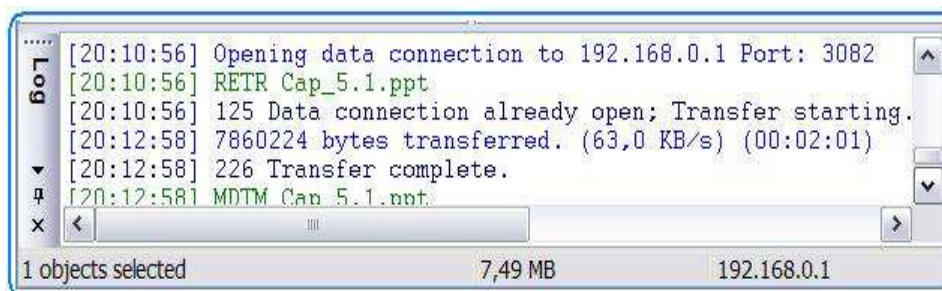 Log
[20:10:56] Opening data connection to 192.168.0.1 Port: 3082
[20:10:56] RETR Cap_5.1.ppt
[20:10:56] 125 Data connection already open; Transfer starting.
[20:12:58] 7860224 bytes transferred. (63,0 KB/s) (00:02:01)
[20:12:58] 226 Transfer complete.
[20:12:58] MDTM Cap_5.1.ppt
1 objects selected 7,49 MB 192.168.0.1